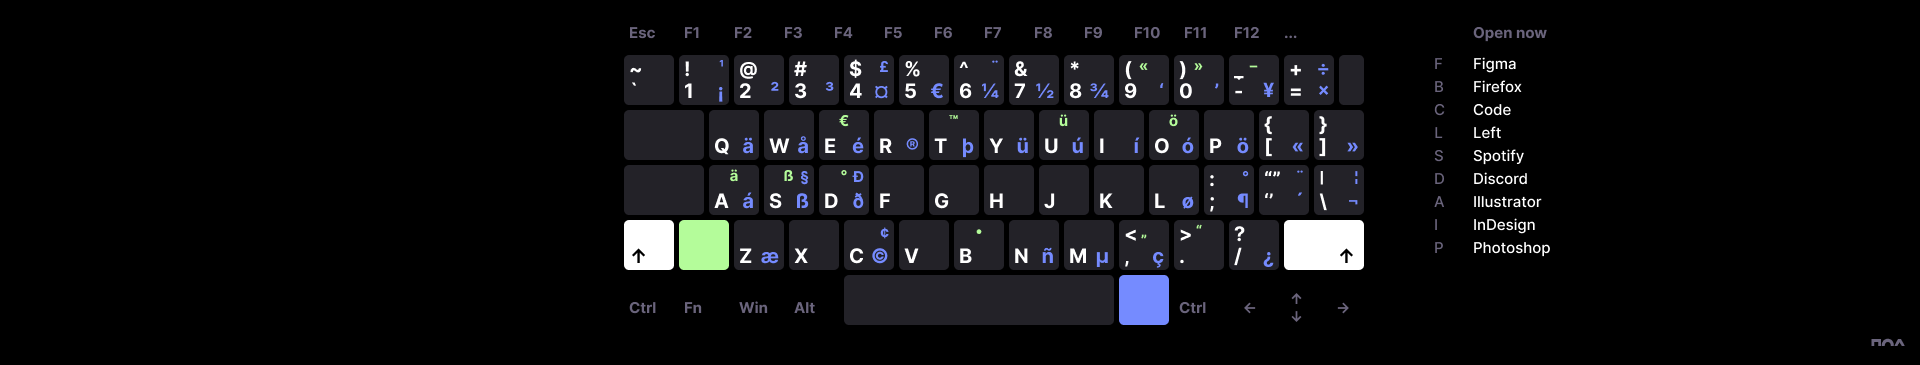 Esc F1 F2 F3 F4 F5 F6 F7 F8 F9 F10 F11 F12 ...
~ ! ¹ @ # $ £ % ^ ¨ & * ( « ) » _ – + ÷
` 1 ¡ 2 ² 3 ³ 4 ¤ 5 € 6 ¼ 7 ½ 8 ¾ 9 ‘ 0 ’ - ¥ = ×
€ ™ ü ö { }
Q ä W å E é R ® T þ Y ü U ú I í O ó P ö [ « ] »
ä ß § ° Đ : ° “” ¨ | ¦
A á S ß D ð F G H J K L ø ; ¶ ‘’ ´ \ ¬
¢ • < „ > “ ?
↑ Z æ X C © V B N ñ M µ , ç . / ¿ ↑
Ctrl Fn Win Alt Ctrl ← ↑ ↓ →
Open now
F Figma
B Firefox
C Code
L Left
S Spotify
D Discord
A Illustrator
I InDesign
P Photoshop